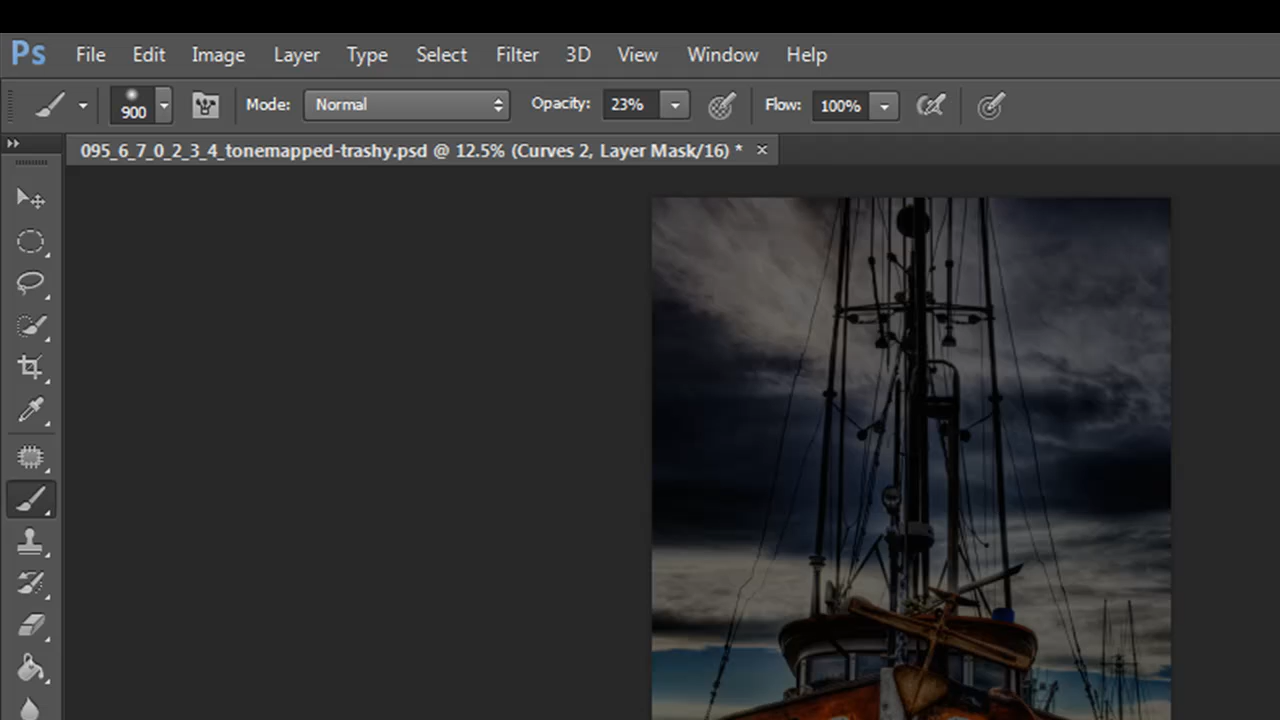 Ps File Edit Image Layer Type Select Filter 3D View Window Help
900 Mode: Normal Opacity: 23% Flow: 100%
095_6_7_0_2_3_4_tonemapped-trashy.psd @ 12.5% (Curves 2, Layer Mask/16) *